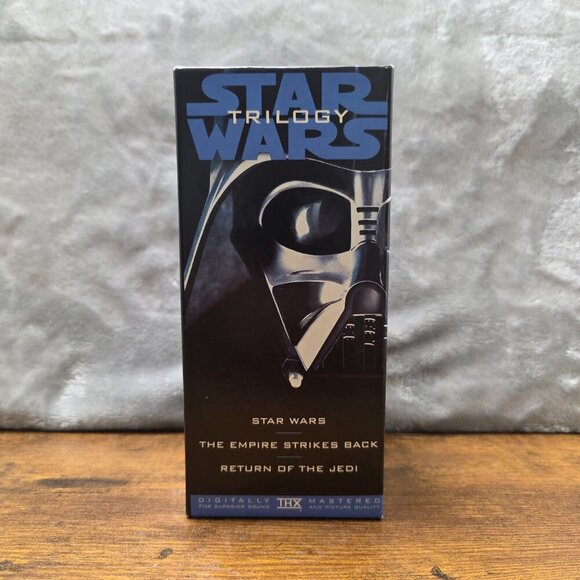 STAR
TRILOGY
WARS
STAR WARS
THE EMPIRE STRIKES BACK
RETURN OF THE JEDI
DIGITALLY THX MASTERED
FOR SUPERIOR SOUND AND PICTURE QUALITY